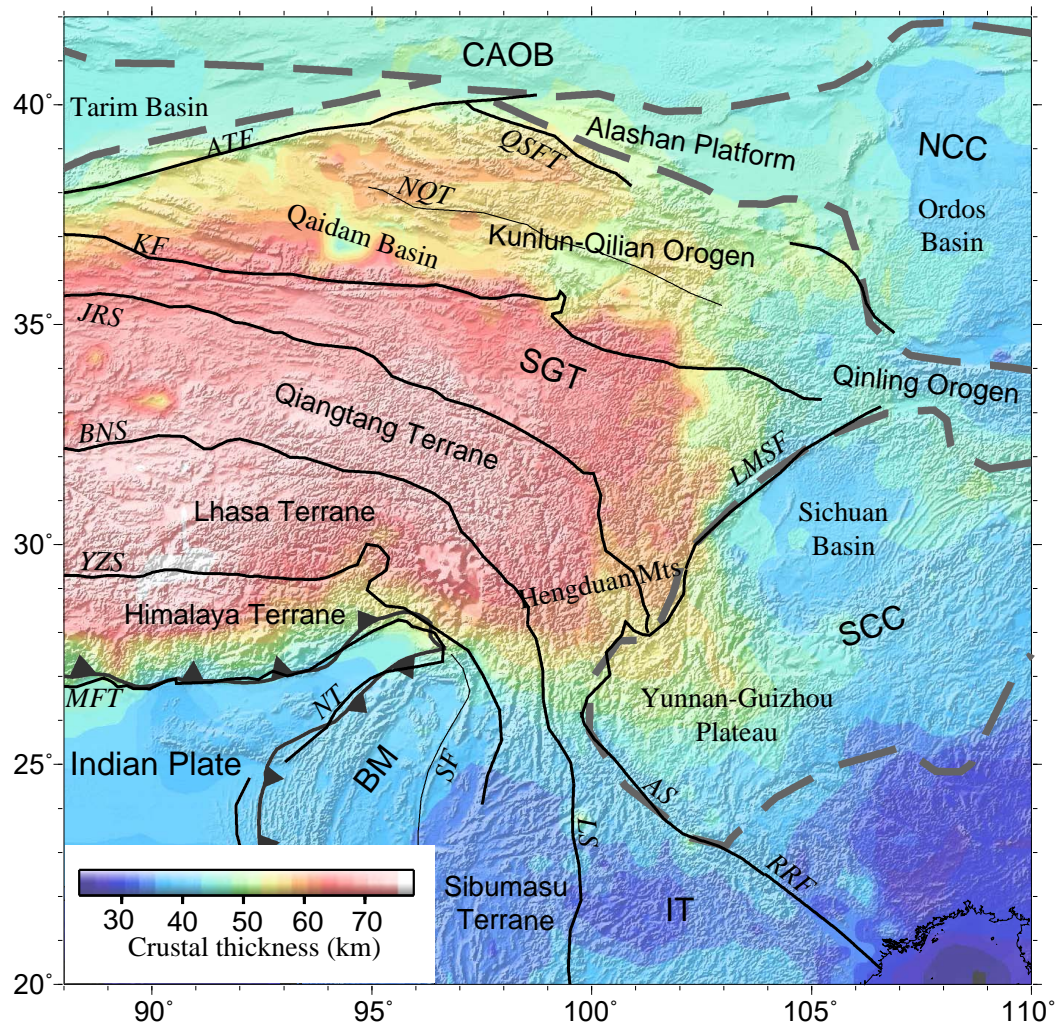 CAOB
40°
Tarim Basin
ATF
QSFT
Alashan Platform
NCC
Ordos
Basin
NQT
Qaidam Basin
Kunlun-Qilian Orogen
KF
35°
JRS
SGT
Qinling Orogen
Qiangtang Terrane
BNS
LMSF
Lhasa Terrane
Sichuan
Basin
30°
YZS
Hengduan Mts
Himalaya Terrane
SCC
MFT
NT
Yunnan-Guizhou
Plateau
Indian Plate
BM
SF
25°
AS
LS
RRF
Sibumasu
Terrane
IT
30 40 50 60 70
Crustal thickness (km)
20°
90° 95° 100° 105° 110°